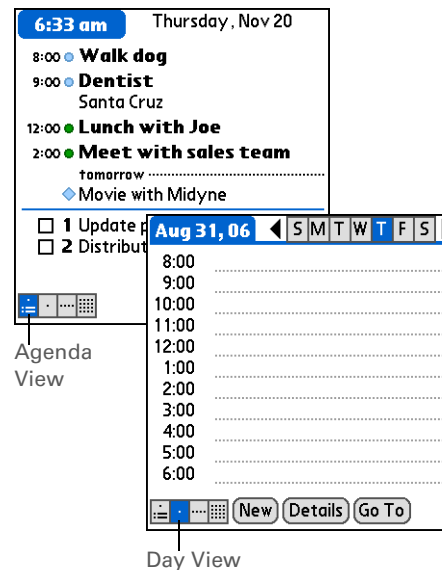 6:33 am Thursday, Nov 20
8:00 Walk dog
9:00 Dentist
Santa Cruz
12:00 Lunch with Joe
2:00 Meet with sales team
tomorrow
Movie with Midyne
1 Update p
2 Distribut
Agenda
View
Aug 31, 06 S M T W T F S
8:00
9:00
10:00
11:00
12:00
1:00
2:00
3:00
4:00
5:00
6:00
New Details Go To
Day View